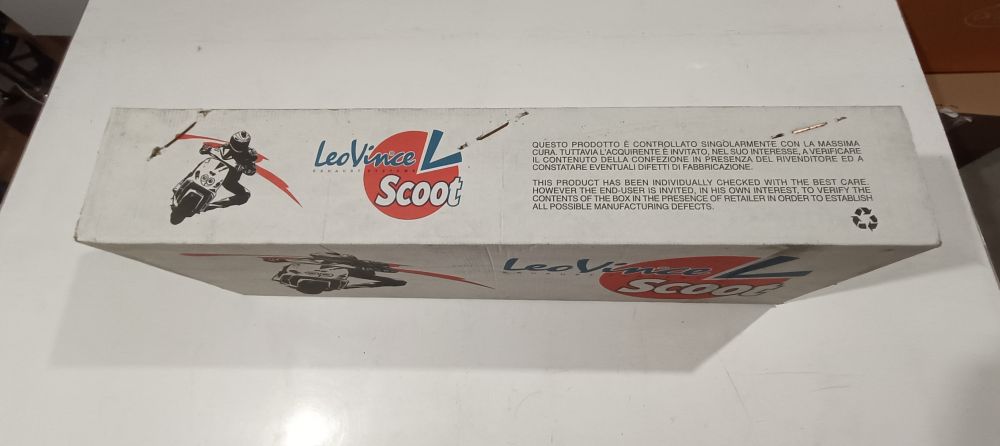 LeoVince L
EXHAUST SYSTEMS
Scoot
QUESTO PRODOTTO È CONTROLLATO SINGOLARMENTE CON LA MASSIMA
CURA. TUTTAVIA L'ACQUIRENTE È INVITATO, NEL SUO INTERESSE, A VERIFICARE
IL CONTENUTO DELLA CONFEZIONE IN PRESENZA DEL RIVENDITORE ED A
CONSTATARE EVENTUALI DIFETTI DI FABBRICAZIONE.
THIS PRODUCT HAS BEEN INDIVIDUALLY CHECKED WITH THE BEST CARE.
HOWEVER THE END-USER IS INVITED, IN HIS OWN INTEREST, TO VERIFY THE
CONTENTS OF THE BOX IN THE PRESENCE OF RETAILER IN ORDER TO ESTABLISH
ALL POSSIBLE MANUFACTURING DEFECTS.
LeoVince L
Scoot